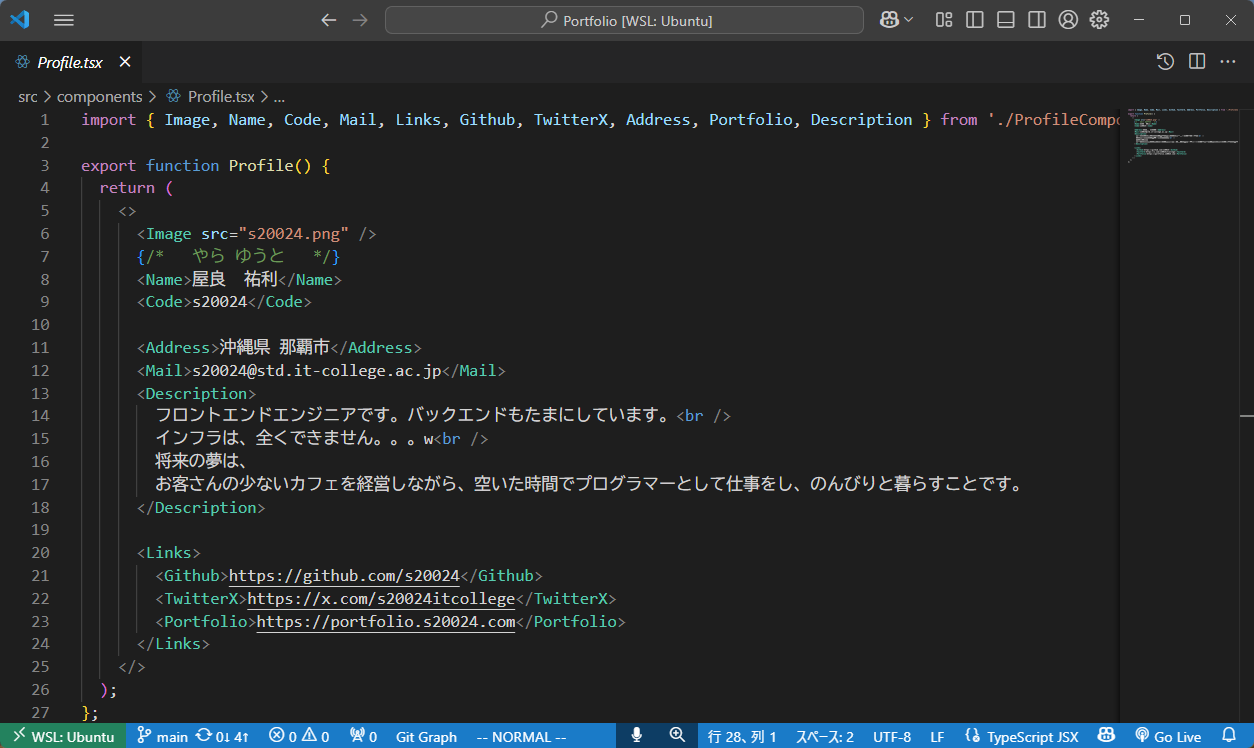 Portfolio [WSL: Ubuntu]
Profile.tsx
src > components > Profile.tsx > ...
1 import { Image, Name, Code, Mail, Links, Github, TwitterX, Address, Portfolio, Description } from './ProfileCompo
2
3 export function Profile() {
4 return (
5 <>
6 <Image src="s20024.png" />
7 {/*   やら ゆうと   */}
8 <Name>屋良　祐利</Name>
9 <Code>s20024</Code>
10
11 <Address>沖縄県 那覇市</Address>
12 <Mail>s20024@std.it-college.ac.jp</Mail>
13 <Description>
14 フロントエンドエンジニアです。バックエンドもたまにしています。<br />
15 インフラは、全くできません。。。w<br />
16 将来の夢は、
17 お客さんの少ないカフェを経営しながら、空いた時間でプログラマーとして仕事をし、のんびりと暮らすことです。
18 </Description>
19
20 <Links>
21 <Github>https://github.com/s20024</Github>
22 <TwitterX>https://x.com/s20024itcollege</TwitterX>
23 <Portfolio>https://portfolio.s20024.com</Portfolio>
24 </Links>
25 </>
26 );
27 };
WSL: Ubuntu main 0↓ 4↑ 0 0 0 Git Graph -- NORMAL -- 行 28、列 1 スペース: 2 UTF-8 LF {} TypeScript JSX Go Live